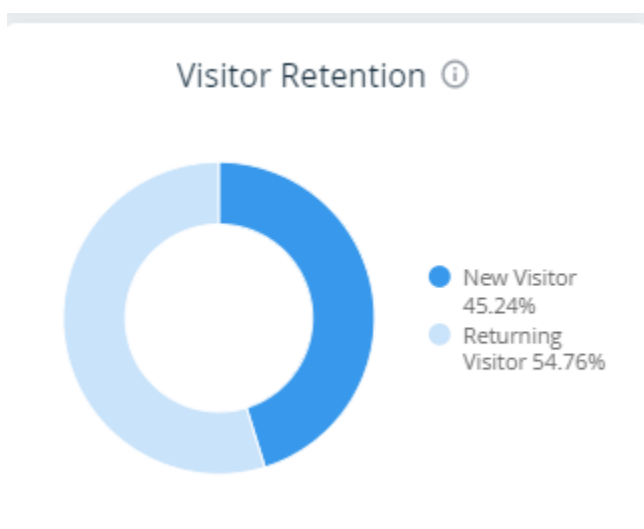 Visitor Retention
New Visitor
45.24%
Returning
Visitor 54.76%